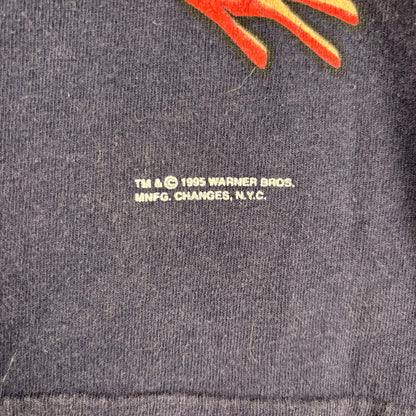 TM & © 1995 WARNER BROS.
MNFG. CHANGES, N.Y.C.